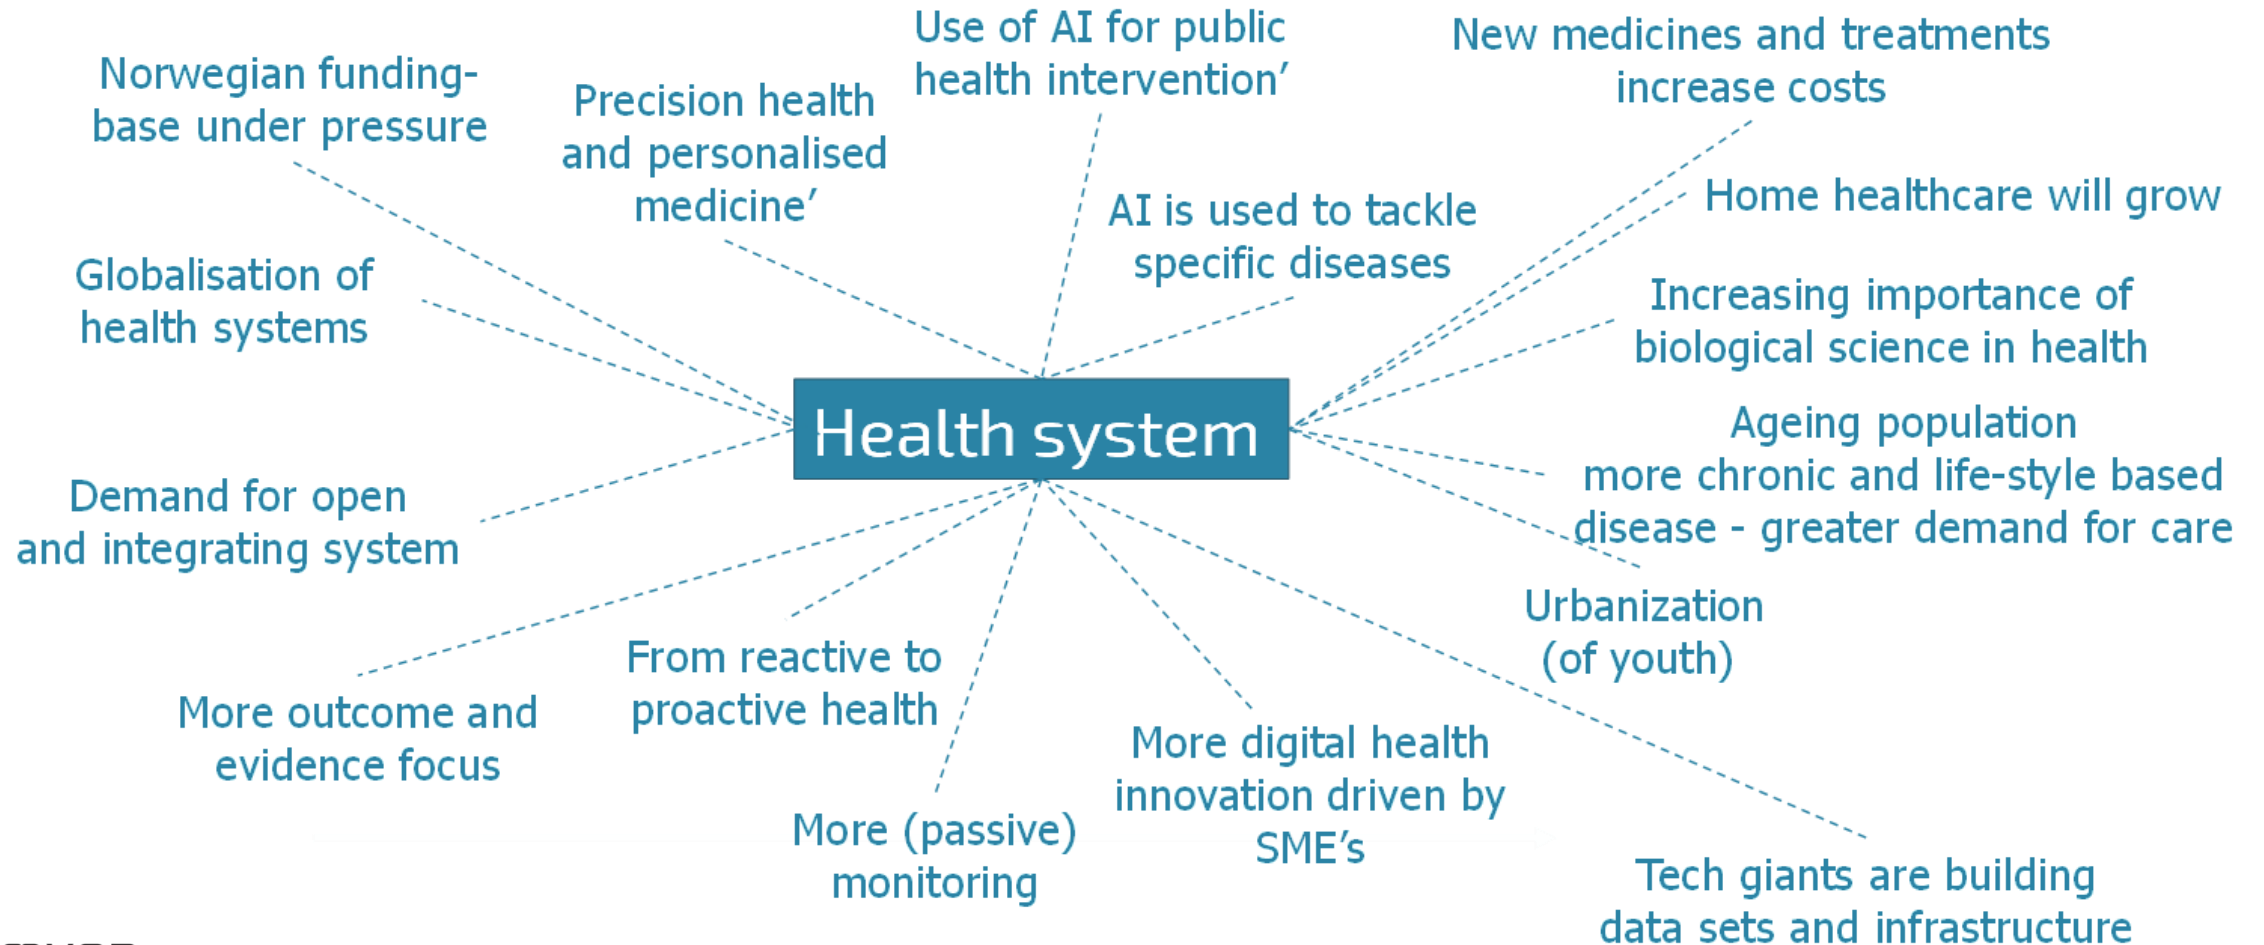 Use of AI for public
health intervention’
New medicines and treatments
increase costs
Norwegian funding-
base under pressure
Precision health
and personalised
medicine’
AI is used to tackle
specific diseases
Home healthcare will grow
Globalisation of
health systems
Increasing importance of
biological science in health
Health system
Ageing population
more chronic and life-style based
disease - greater demand for care
Demand for open
and integrating system
Urbanization
(of youth)
From reactive to
proactive health
More outcome and
evidence focus
More digital health
innovation driven by
SME’s
More (passive)
monitoring
Tech giants are building
data sets and infrastructure